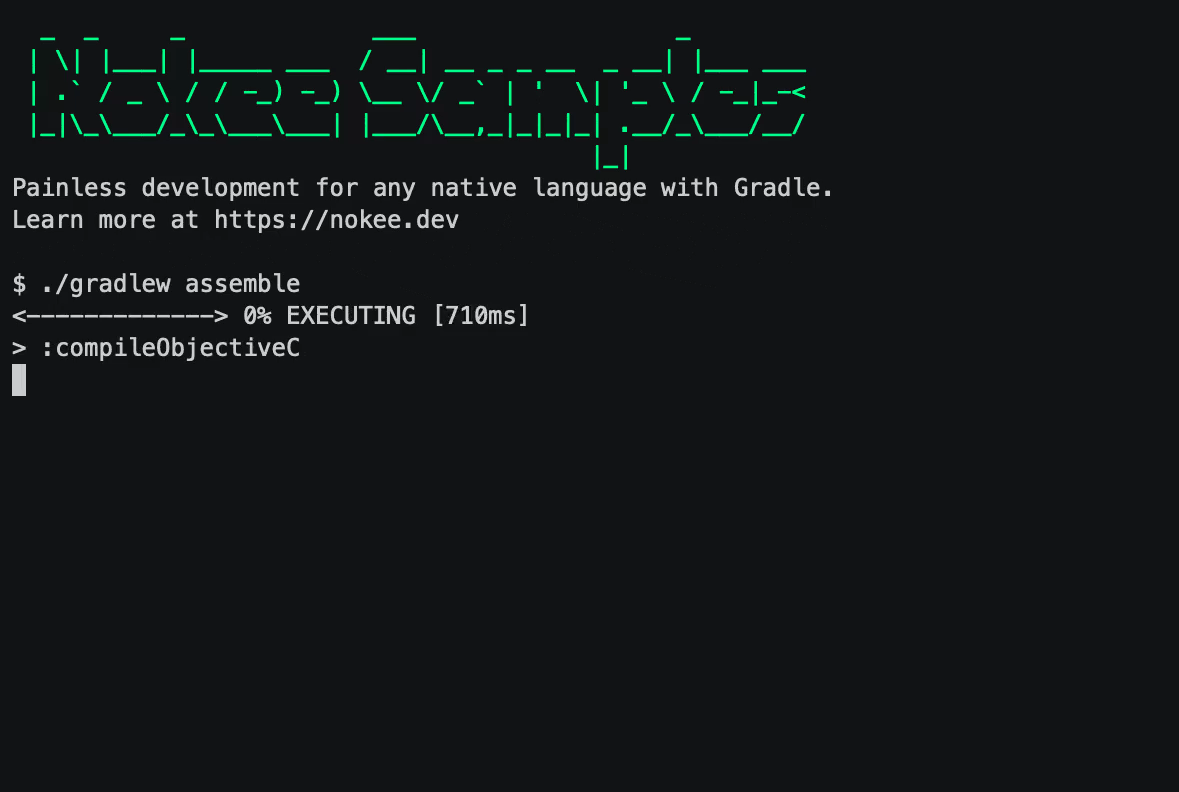 Nokee Samples
Painless development for any native language with Gradle.
Learn more at https://nokee.dev
$ ./gradlew assemble
<-------------> 0% EXECUTING [710ms]
> :compileObjectiveC